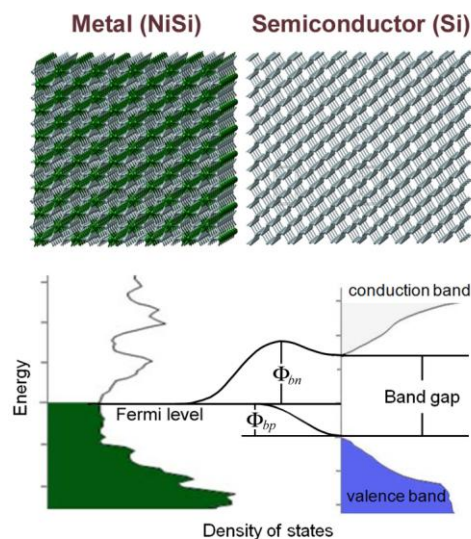 Metal (NiSi)
Semiconductor (Si)
conduction band
Energy
Φbn
Fermi level
Φbp
Band gap
valence band
Density of states